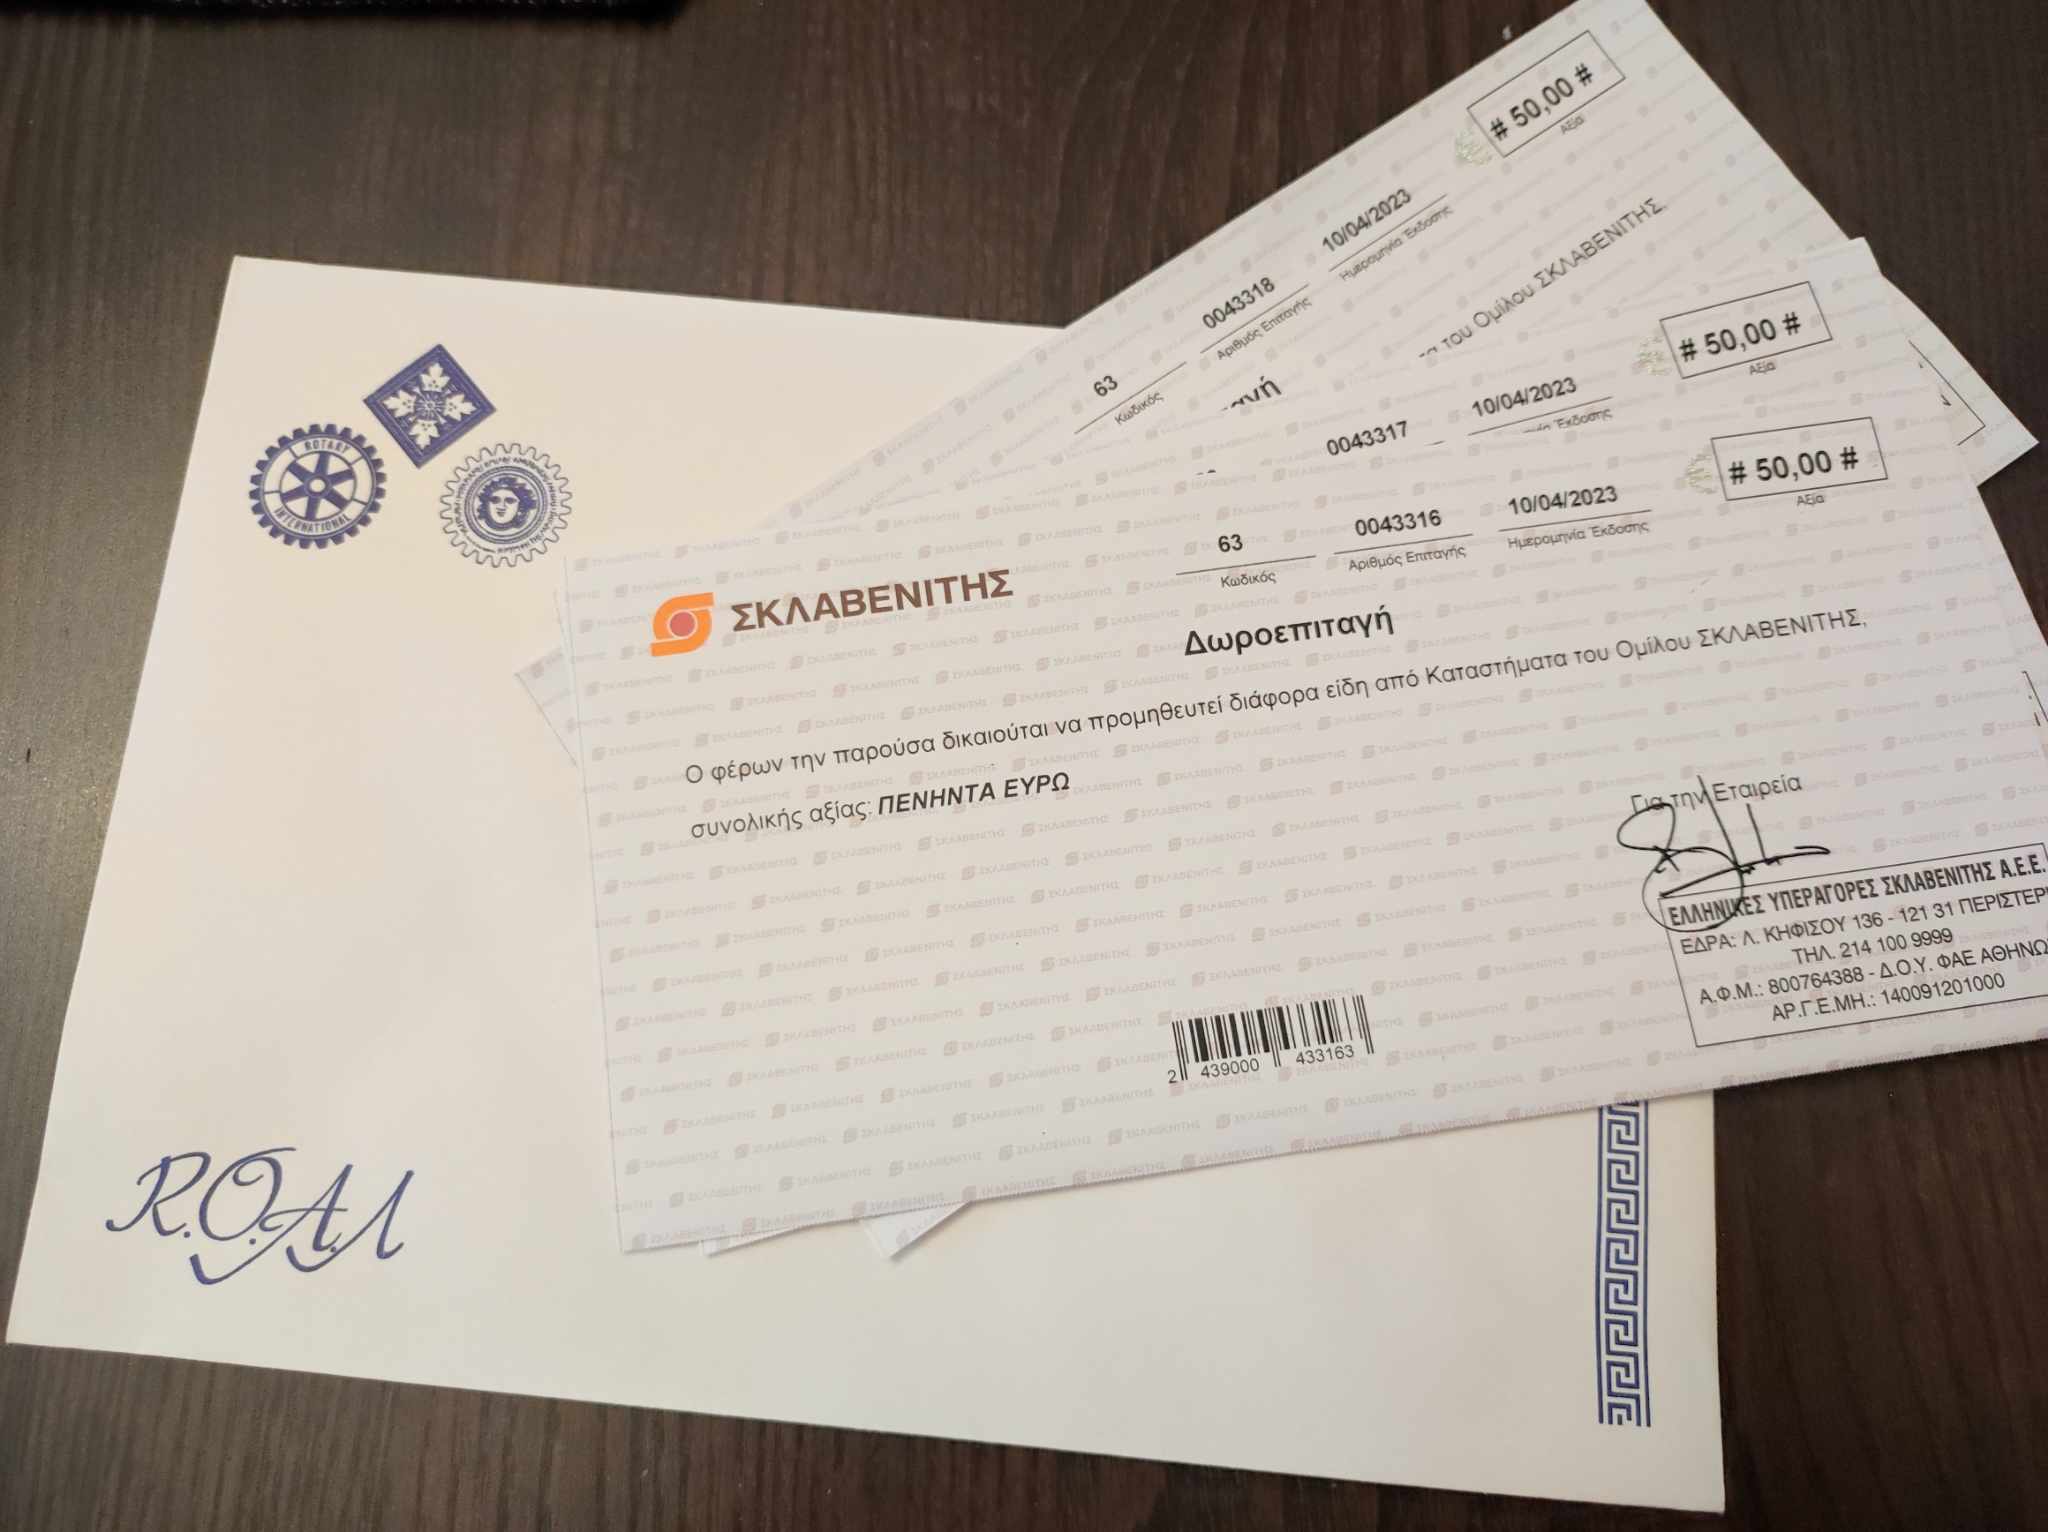 # 50,00 #
Αξία
10/04/2023
Ημερομηνία Έκδοσης
0043318
Αριθμός Επιταγής
63
Κωδικός
του Ομίλου ΣΚΛΑΒΕΝΙΤΗΣ,
# 50,00 #
Αξία
10/04/2023
Έκδοσης
0043317
# 50,00 #
Αξία
10/04/2023
Ημερομηνία Έκδοσης
0043316
Αριθμός Επιταγής
63
Κωδικός
ΣΚΛΑΒΕΝΙΤΗΣ
Δωροεπιταγή
Ο φέρων την παρούσα δικαιούται να προμηθευτεί διάφορα είδη από Καταστήματα του Ομίλου ΣΚΛΑΒΕΝΙΤΗΣ,
συνολικής αξίας: ΠΕΝΗΝΤΑ ΕΥΡΩ
Για την Εταιρεία
ΕΛΛΗΝΙΚΕΣ ΥΠΕΡΑΓΟΡΕΣ ΣΚΛΑΒΕΝΙΤΗΣ Α.Ε.Ε.
ΕΔΡΑ: Λ. ΚΗΦΙΣΟΥ 136 - 121 31 ΠΕΡΙΣΤΕΡΙ
ΤΗΛ. 214 100 9999
Α.Φ.Μ.: 800764388 - Δ.Ο.Υ. ΦΑΕ ΑΘΗΝΩ
ΑΡ.Γ.Ε.ΜΗ.: 140091201000
2 439000 433163
ROTARY
INTERNATIONAL
R.O.A.Λ